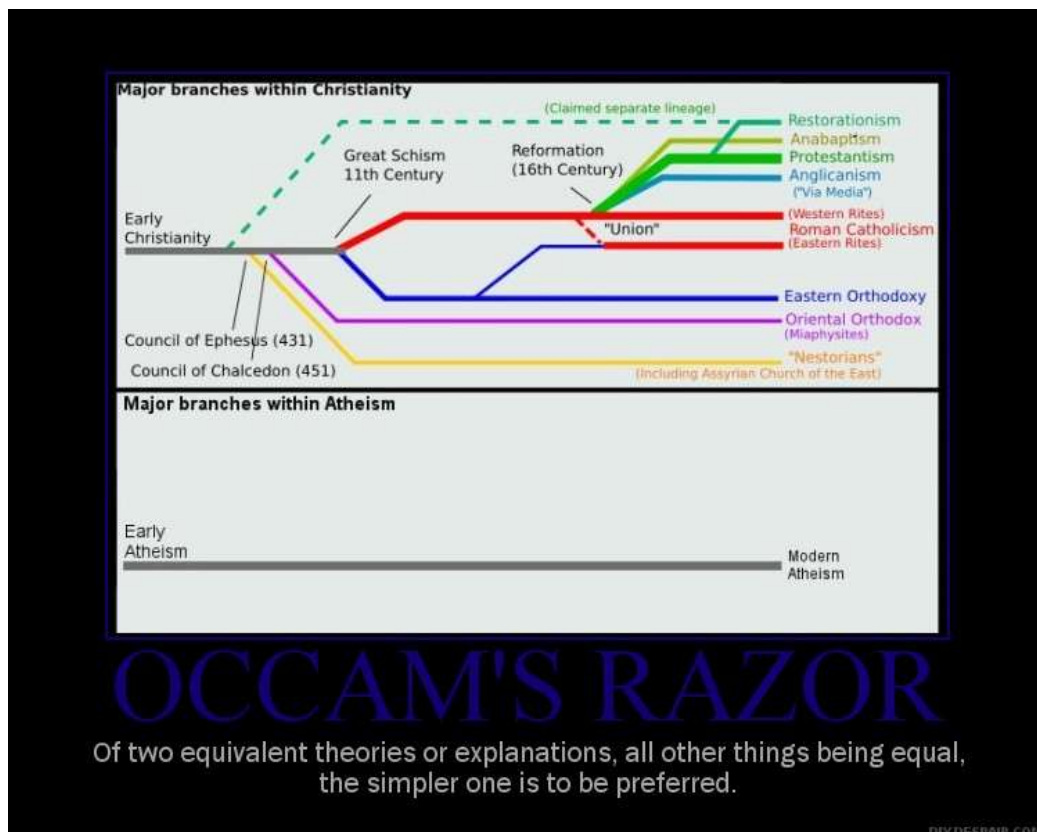 Major branches within Christianity
(Claimed separate lineage)
Restorationism
Anabaptism
Protestantism
Anglicanism
("Via Media")
Reformation
(16th Century)
Great Schism
11th Century
Early
Christianity
"Union"
(Western Rites)
Roman Catholicism
(Eastern Rites)
Eastern Orthodoxy
Oriental Orthodox
(Miaphysites)
"Nestorians"
(Including Assyrian Church of the East)
Council of Ephesus (431)
Council of Chalcedon (451)
Major branches within Atheism
Early
Atheism
Modern
Atheism
OCCAM'S RAZOR
Of two equivalent theories or explanations, all other things being equal,
the simpler one is to be preferred.